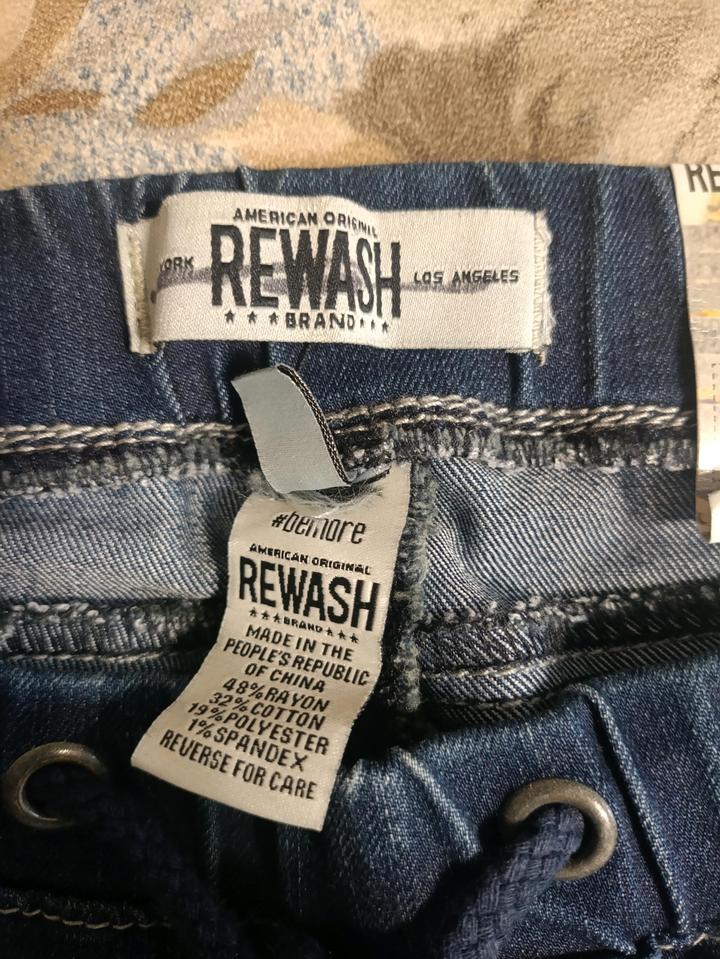 AMERICAN ORIGINAL
YORK REWASH LOS ANGELES
★ ★ ★ BRAND ★ ★ ★
RE
#bemore
AMERICAN ORIGINAL
REWASH
★ ★ ★ BRAND ★ ★ ★
MADE IN THE
PEOPLE'S REPUBLIC
OF CHINA
48% RAYON
32% COTTON
19% POLYESTER
1% SPANDEX
REVERSE FOR CARE